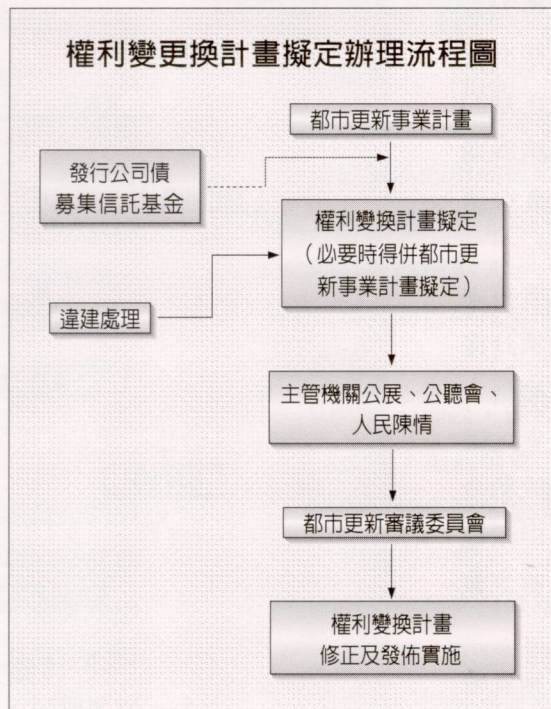 權利變更換計畫擬定辦理流程圖
都市更新事業計畫
發行公司債
募集信託基金
權利變換計畫擬定
（必要時得併都市更
新事業計畫擬定）
違建處理
主管機關公展、公聽會、
人民陳情
都市更新審議委員會
權利變換計畫
修正及發佈實施